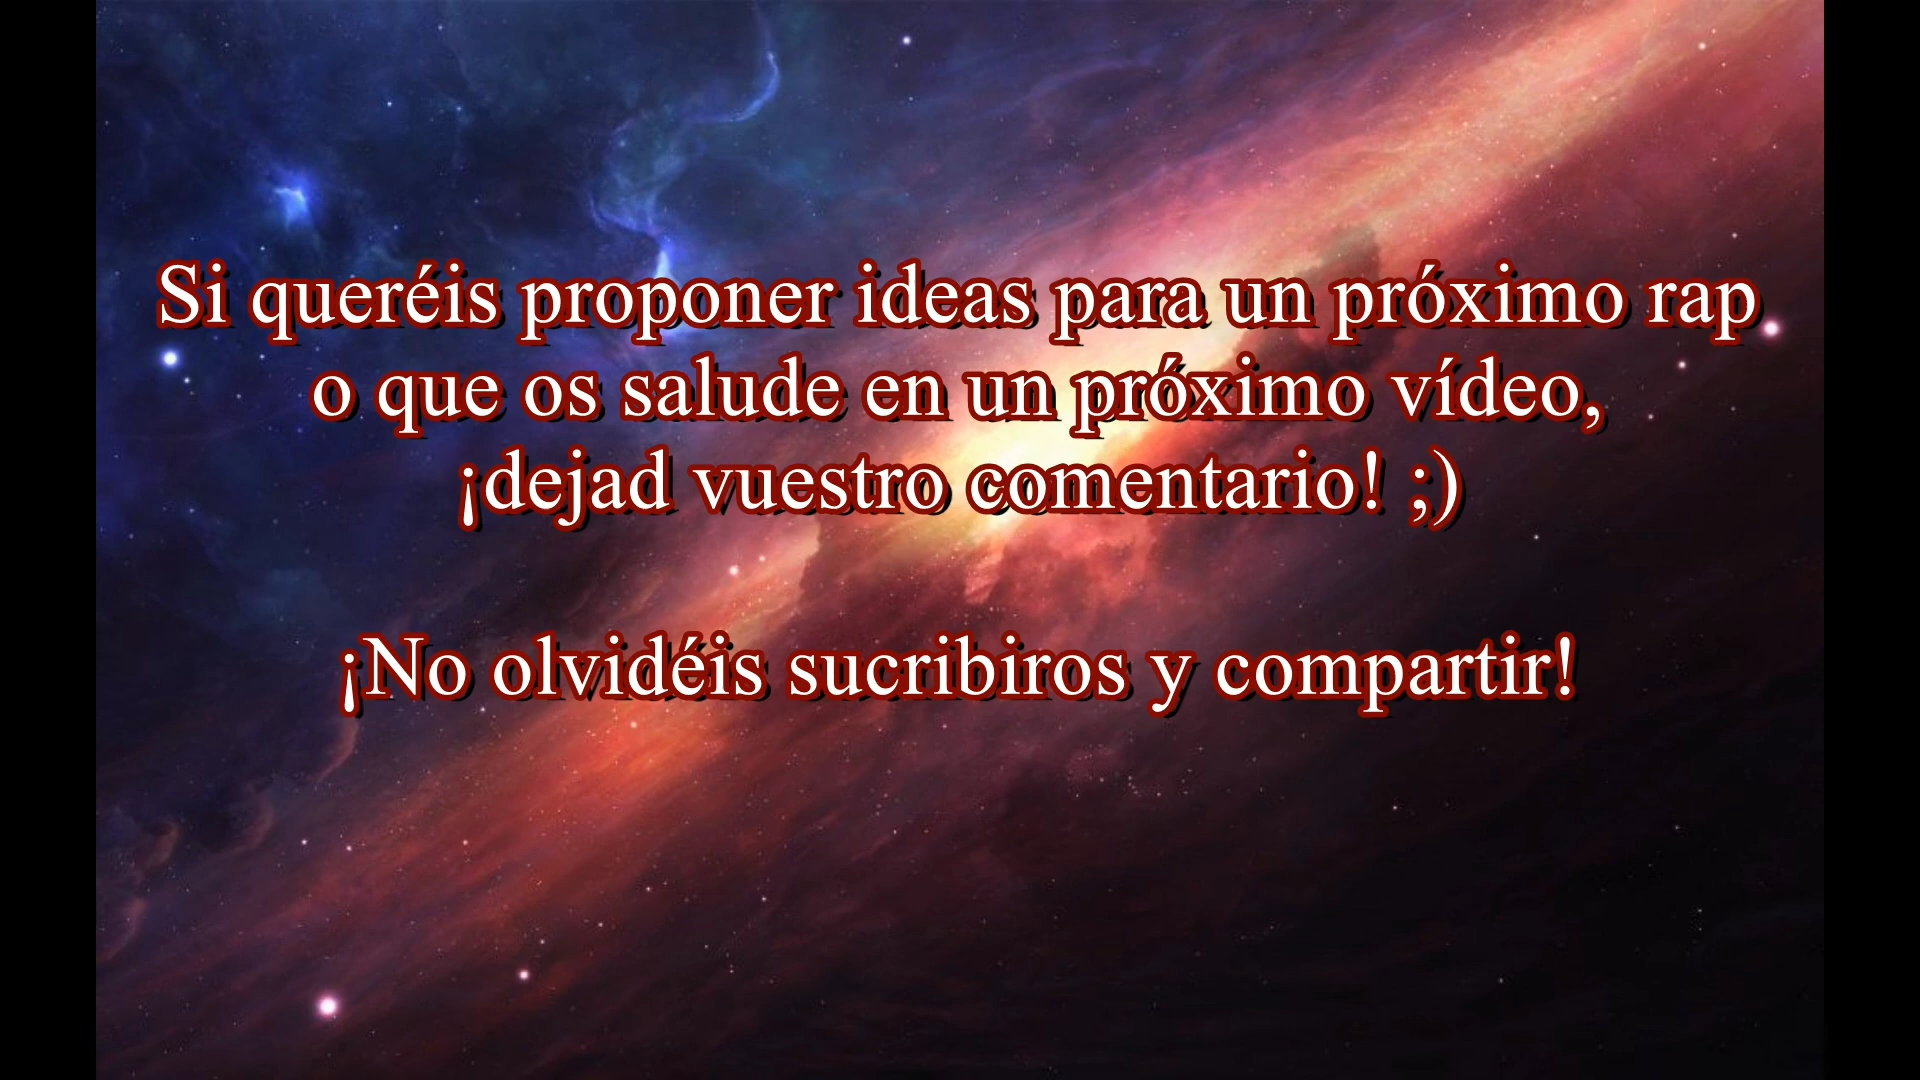 Si queréis proponer ideas para un próximo rap
o que os salude en un próximo vídeo,
¡dejad vuestro comentario! ;)
¡No olvidéis sucribiros y compartir!